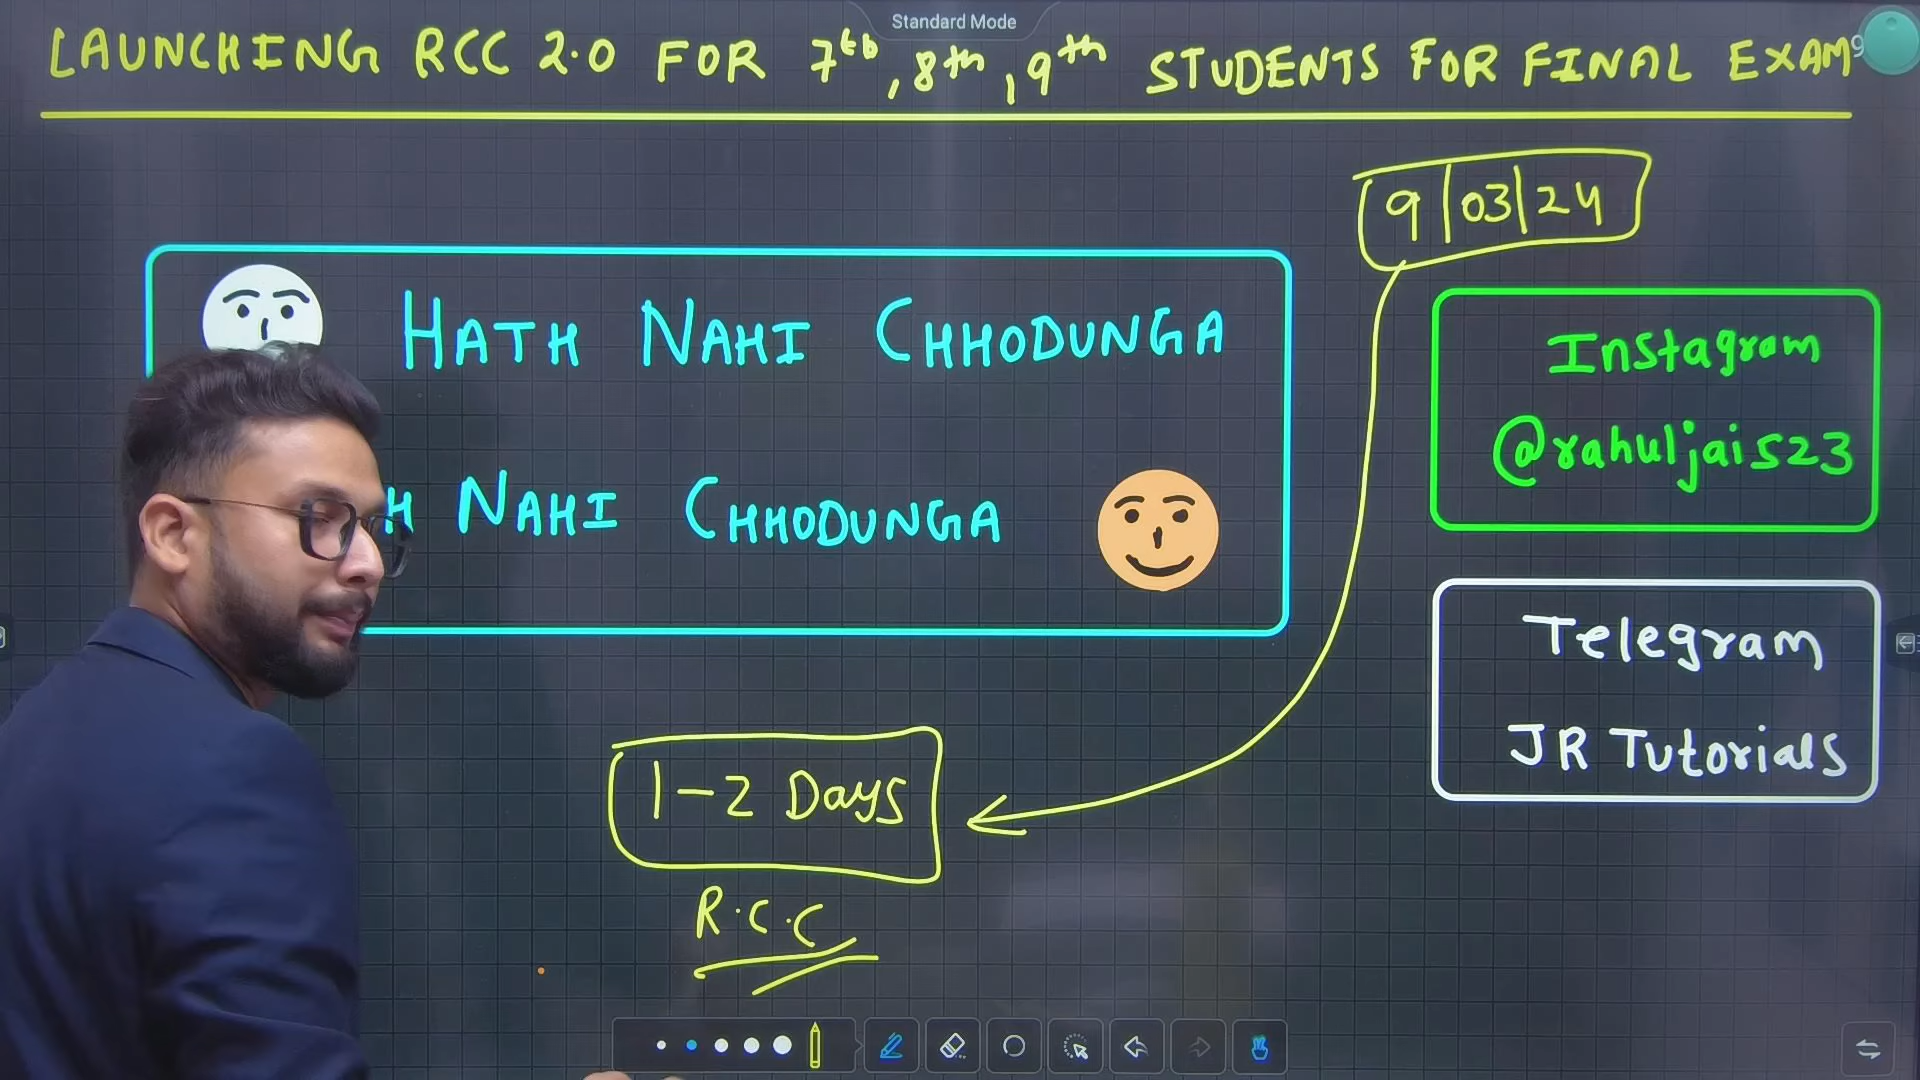 Standard Mode
LAUNCHING RCC 2.0 FOR 7th, 8th, 9th STUDENTS FOR FINAL EXAM
9|03|24
HATH NAHI CHHODUNGA
H NAHI CHHODUNGA
Instagram
@rahuljais23
Telegram
JR Tutorials
1-2 Days
R.C.C